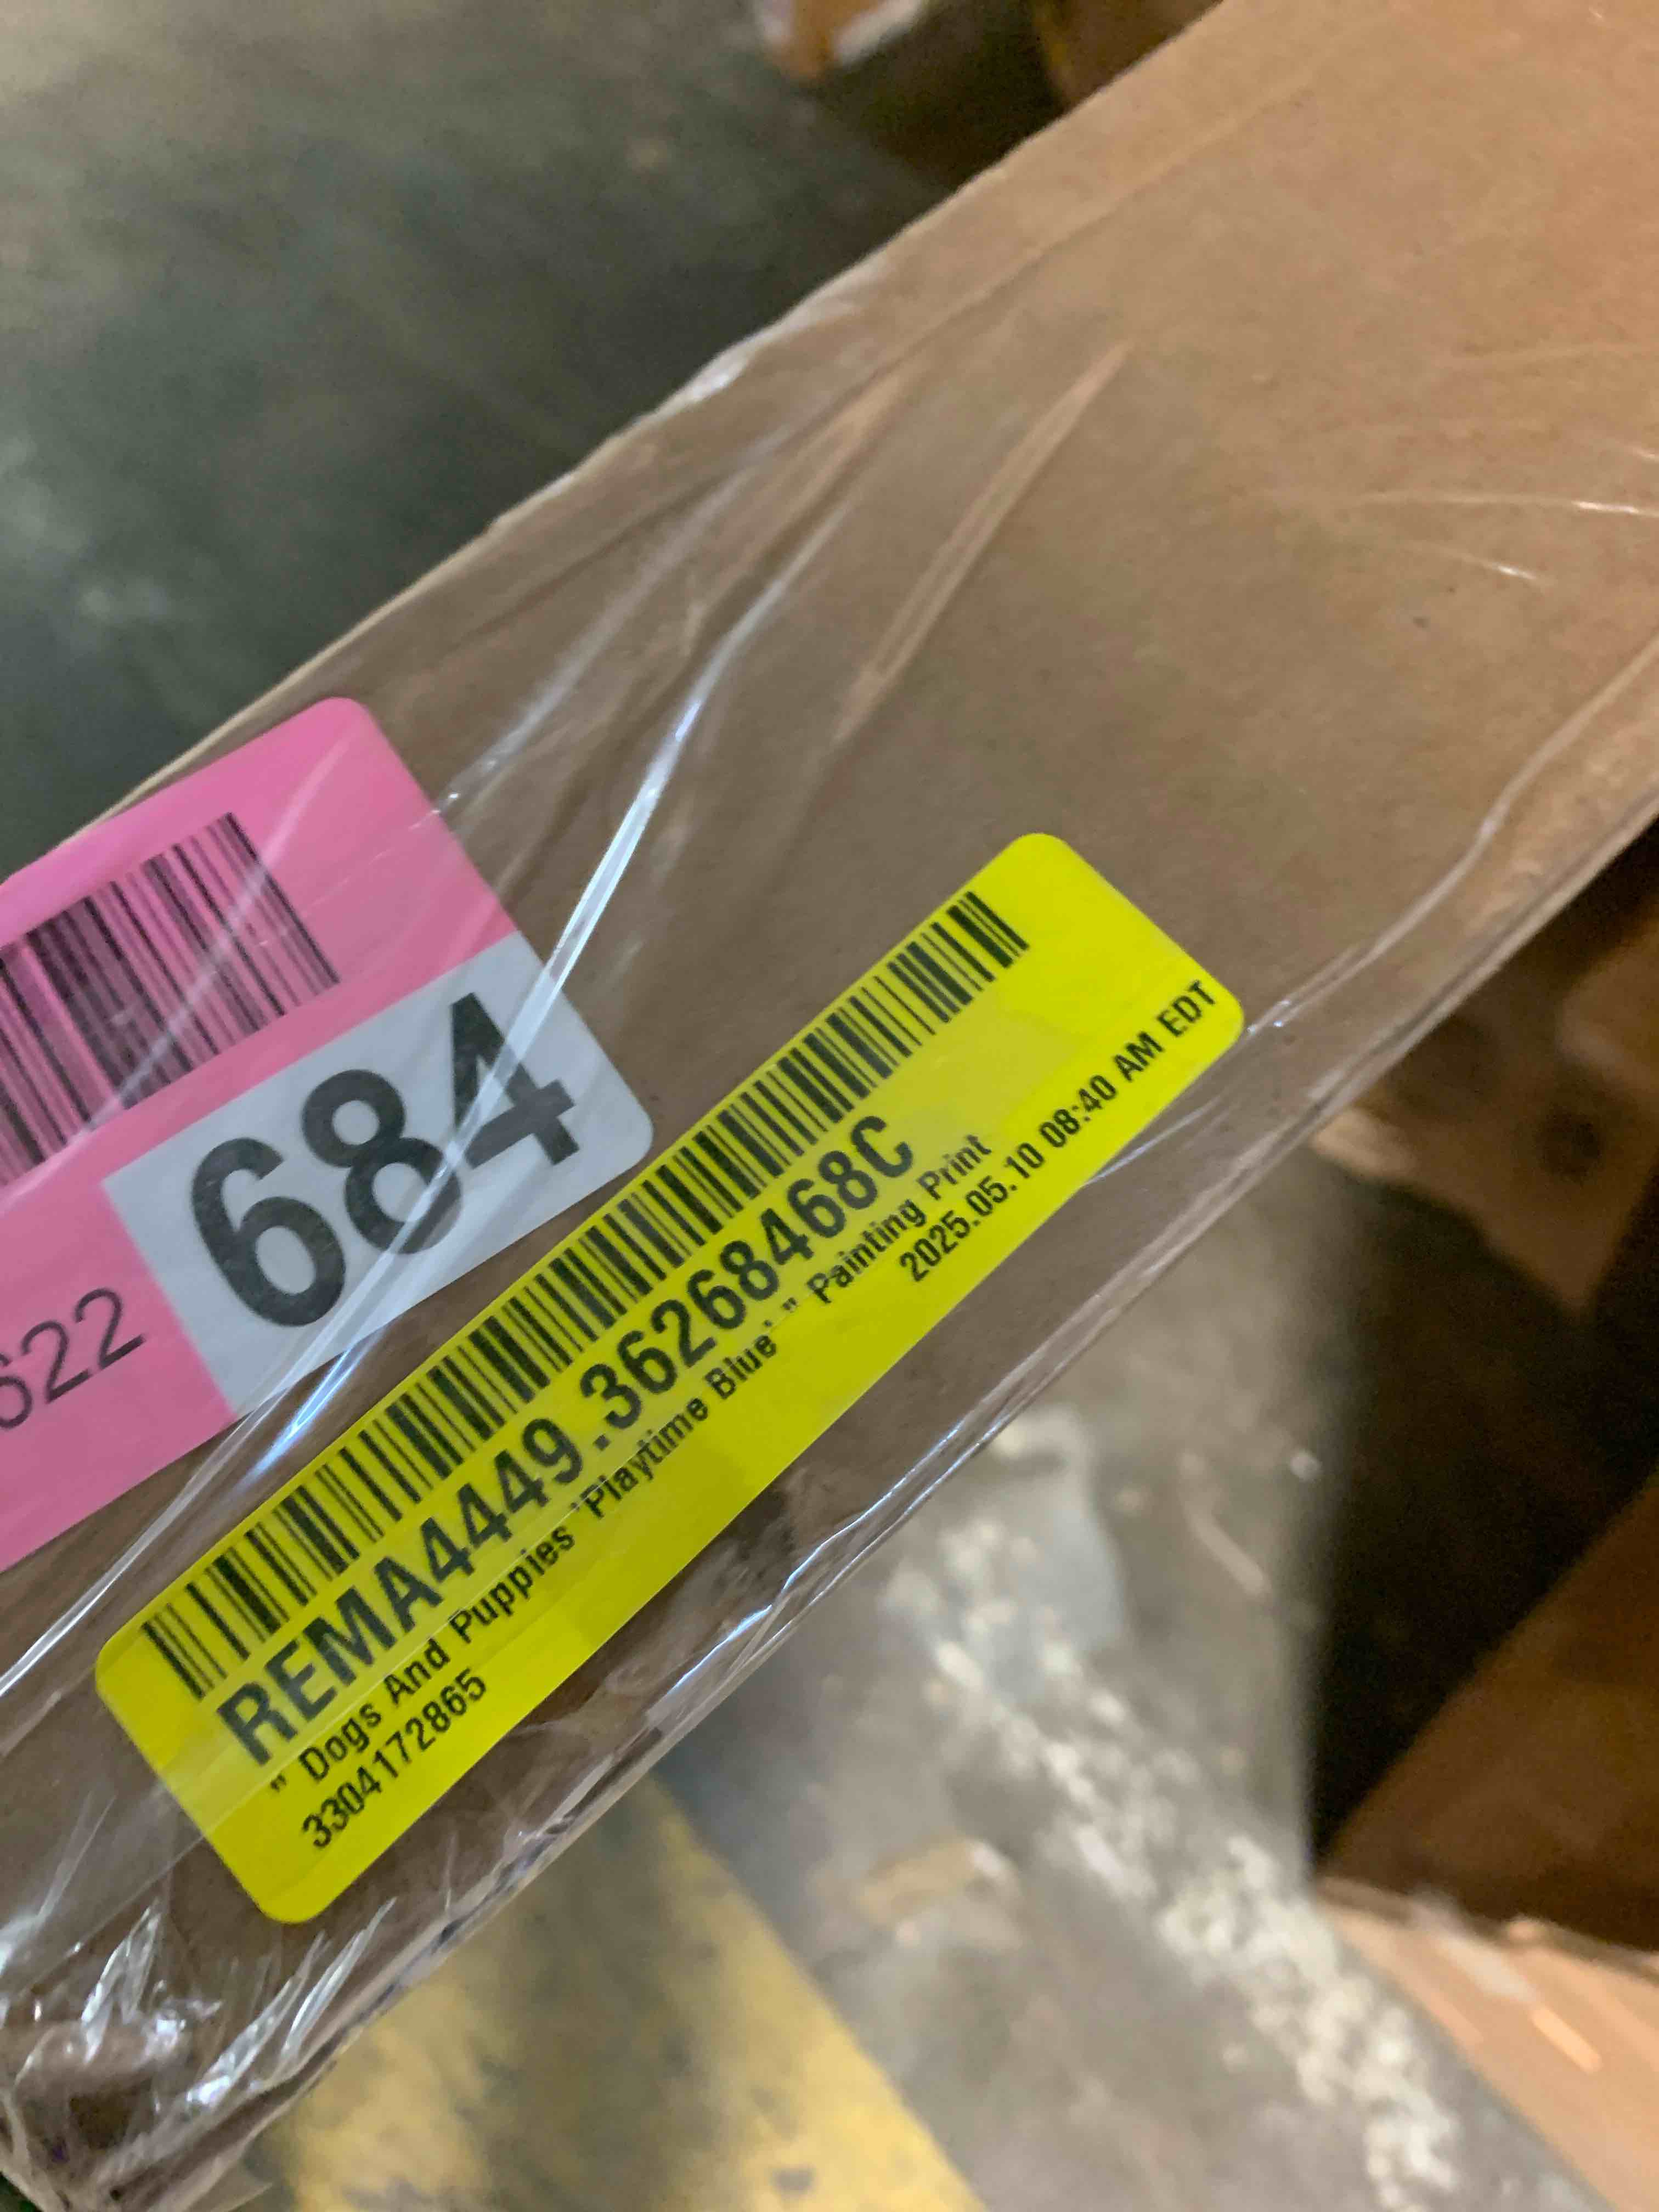 684
622
REMA4449.36268468C
" Dogs And Puppies 'Playtime Blue' " Painting Print
3304172865
2025.05.10 08:40 AM EDT